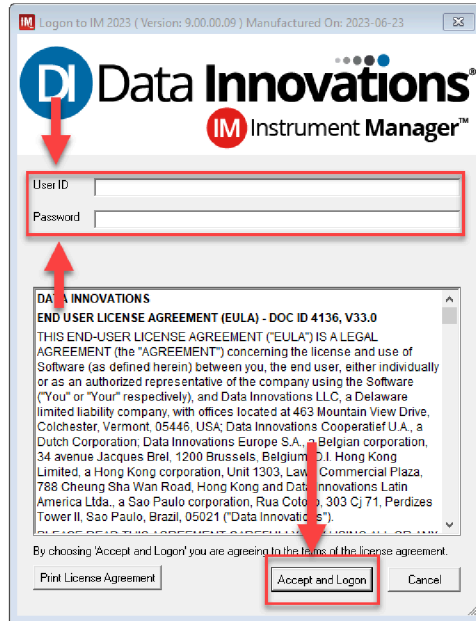 IM Logon to IM 2023 ( Version: 9.00.00.09 ) Manufactured On: 2023-06-23
DI Data Innovations®
IM Instrument Manager™
User ID
Password
DATA INNOVATIONS
END USER LICENSE AGREEMENT (EULA) - DOC ID 4136, V33.0
THIS END-USER LICENSE AGREEMENT ("EULA") IS A LEGAL
AGREEMENT (the "AGREEMENT") concerning the license and use of
Software (as defined herein) between you, the end user, either individually
or as an authorized representative of the company using the Software
("You" or "Your" respectively), and Data Innovations LLC, a Delaware
limited liability company, with offices located at 463 Mountain View Drive,
Colchester, Vermont, 05446, USA; Data Innovations Cooperatief U.A., a
Dutch Corporation; Data Innovations Europe S.A., a Belgian corporation,
34 avenue Jacques Brel, 1200 Brussels, Belgium; D.I. Hong Kong
Limited, a Hong Kong corporation, Unit 1303, Commercial Plaza,
788 Cheung Sha Wan Road, Hong Kong and Data Innovations Latin
America Ltda., a Sao Paulo corporation, Rua 303 Cj 71, Perdizes
Tower II, Sao Paulo, Brazil, 05021 ("Data Innovations").
By choosing 'Accept and Logon' you are agreeing to the terms of the license agreement.
Print License Agreement
Accept and Logon
Cancel